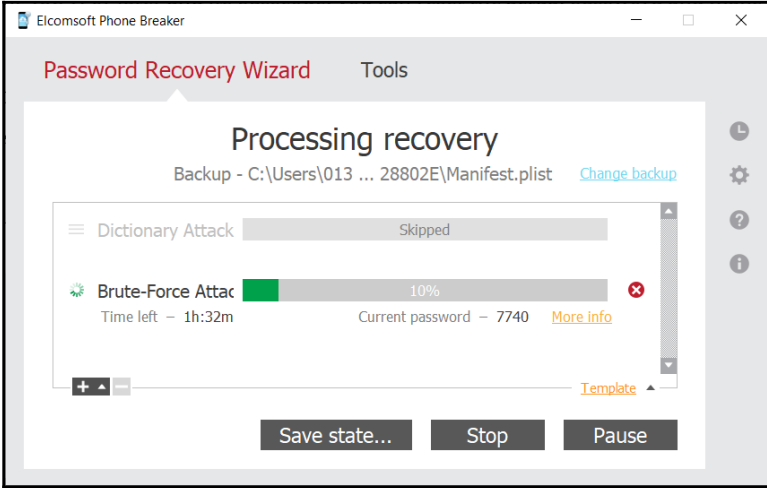 Elcomsoft Phone Breaker
Password Recovery Wizard Tools
Processing recovery
Backup - C:\Users\013 ... 28802E\Manifest.plist Change backup
Dictionary Attack Skipped
Brute-Force Attac 10%
Time left – 1h:32m Current password – 7740 More info
Template
Save state... Stop Pause